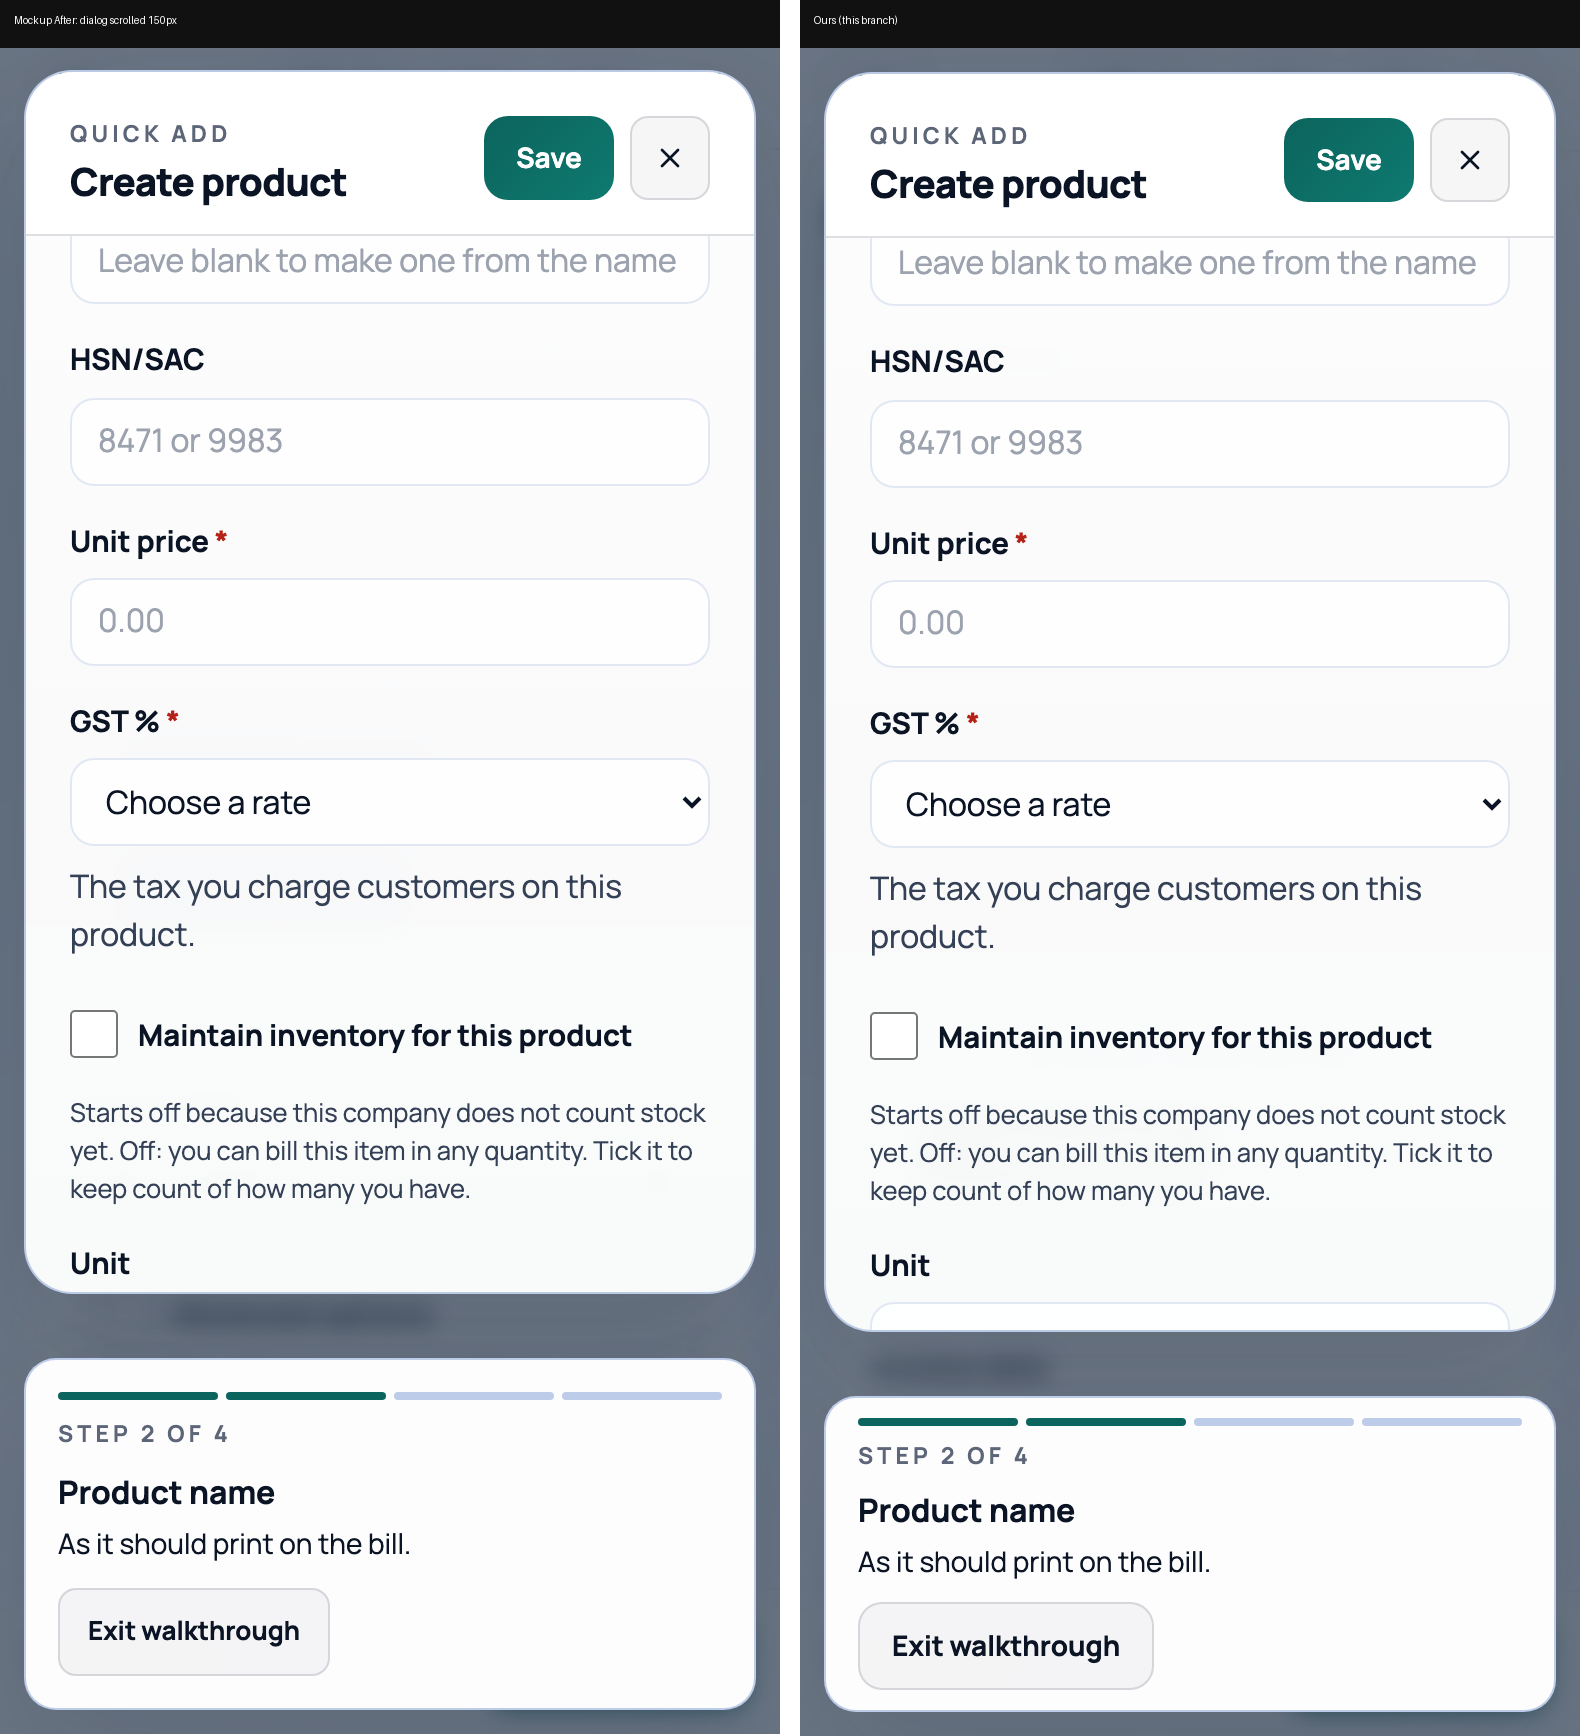 Mockup After: dialog scrolled 150px
QUICK ADD
Create product
Save
Leave blank to make one from the name
HSN/SAC
8471 or 9983
Unit price *
0.00
GST % *
Choose a rate
The tax you charge customers on this
product.
Maintain inventory for this product
Starts off because this company does not count stock
yet. Off: you can bill this item in any quantity. Tick it to
keep count of how many you have.
Unit
STEP 2 OF 4
Product name
As it should print on the bill.
Exit walkthrough
Ours (this branch)
QUICK ADD
Create product
Save
Leave blank to make one from the name
HSN/SAC
8471 or 9983
Unit price *
0.00
GST % *
Choose a rate
The tax you charge customers on this
product.
Maintain inventory for this product
Starts off because this company does not count stock
yet. Off: you can bill this item in any quantity. Tick it to
keep count of how many you have.
Unit
STEP 2 OF 4
Product name
As it should print on the bill.
Exit walkthrough